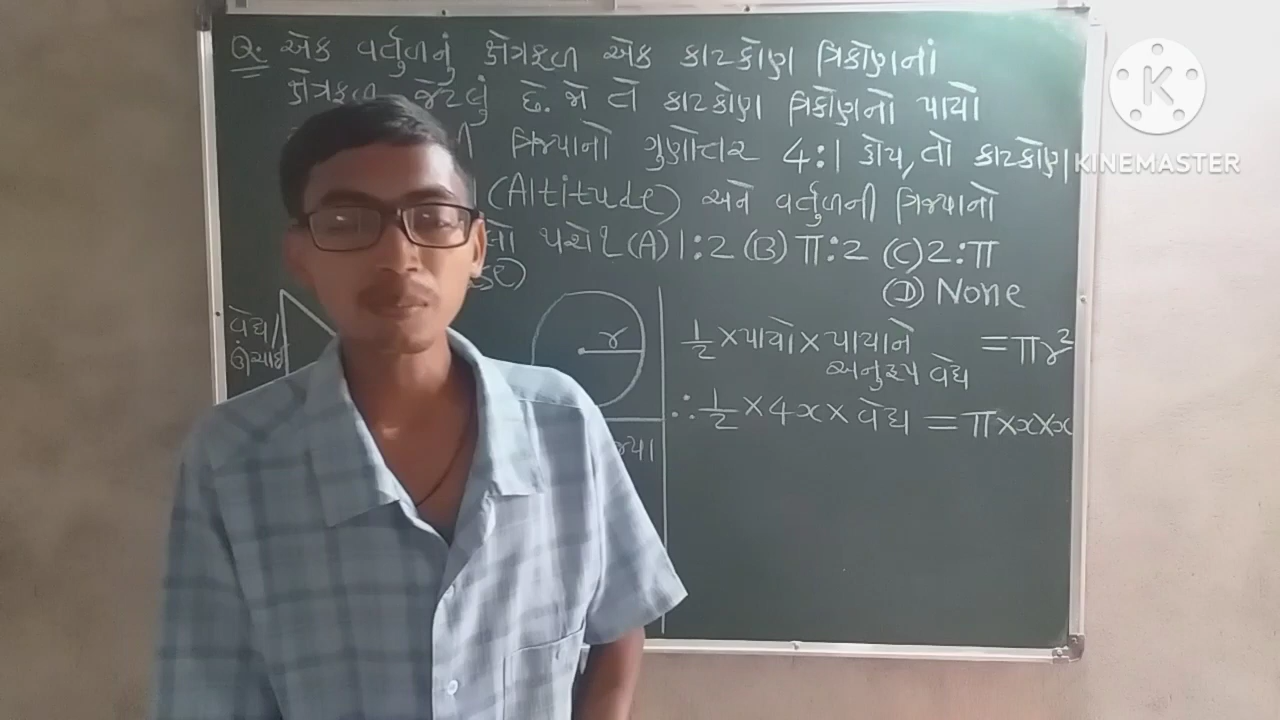 Q. એક વર્તુળનું ક્ષેત્રફળ એક કાટકોણ ત્રિકોણનાં
ક્ષેત્રફળ જેટલું છે. જો તે કાટકોણ ત્રિકોણનો પાયો
ત્રિજ્યાનો ગુણોત્તર 4:1 હોય, તો કાટકોણ
(Altitude) અને વર્તુળની ત્રિજ્યાનો
થશે? (A) 1:2 (B) π:2 (C) 2:π
(D) None
વેધ/
ઊંચાઈ
r
1/2 × પાયો × પાયાને = πr²
અનુરૂપ વેધ
∴ 1/2 × 4x × વેધ = π×x×x
K
KINEMASTER